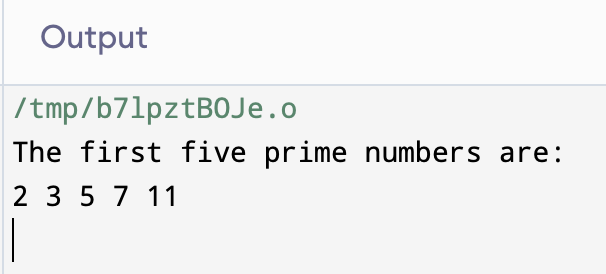 Output
/tmp/b7lpztBOJe.o
The first five prime numbers are:
2 3 5 7 11